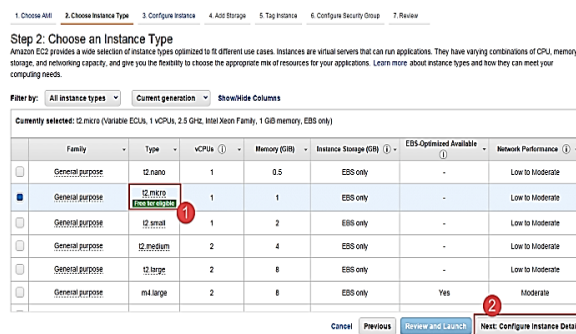 1. Choose AMI 2. Choose Instance Type 3. Configure Instance 4. Add Storage 5. Tag Instance 6. Configure Security Group 7. Review
Step 2: Choose an Instance Type
Amazon EC2 provides a wide selection of instance types optimized to fit different use cases. Instances are virtual servers that can run applications. They have varying combinations of CPU, memory,
storage, and networking capacity, and give you the flexibility to choose the appropriate mix of resources for your applications. Learn more about instance types and how they can meet your
computing needs.
Filter by: All instance types Current generation Show/Hide Columns
Currently selected: t2.micro (Variable ECUs, 1 vCPUs, 2.5 GHz, Intel Xeon Family, 1 GiB memory, EBS only)
Family Type vCPUs Memory (GiB) Instance Storage (GB) EBS-Optimized Available Network Performance
General purpose t2.nano 1 0.5 EBS only - Low to Moderate
General purpose t2.micro 1 1 EBS only - Low to Moderate
Free tier eligible
1
General purpose t2.small 1 2 EBS only - Low to Moderate
General purpose t2.medium 2 4 EBS only - Low to Moderate
General purpose t2.large 2 8 EBS only - Low to Moderate
General purpose m4.large 2 8 EBS only Yes Moderate
2
Cancel Previous Review and Launch Next: Configure Instance Detai